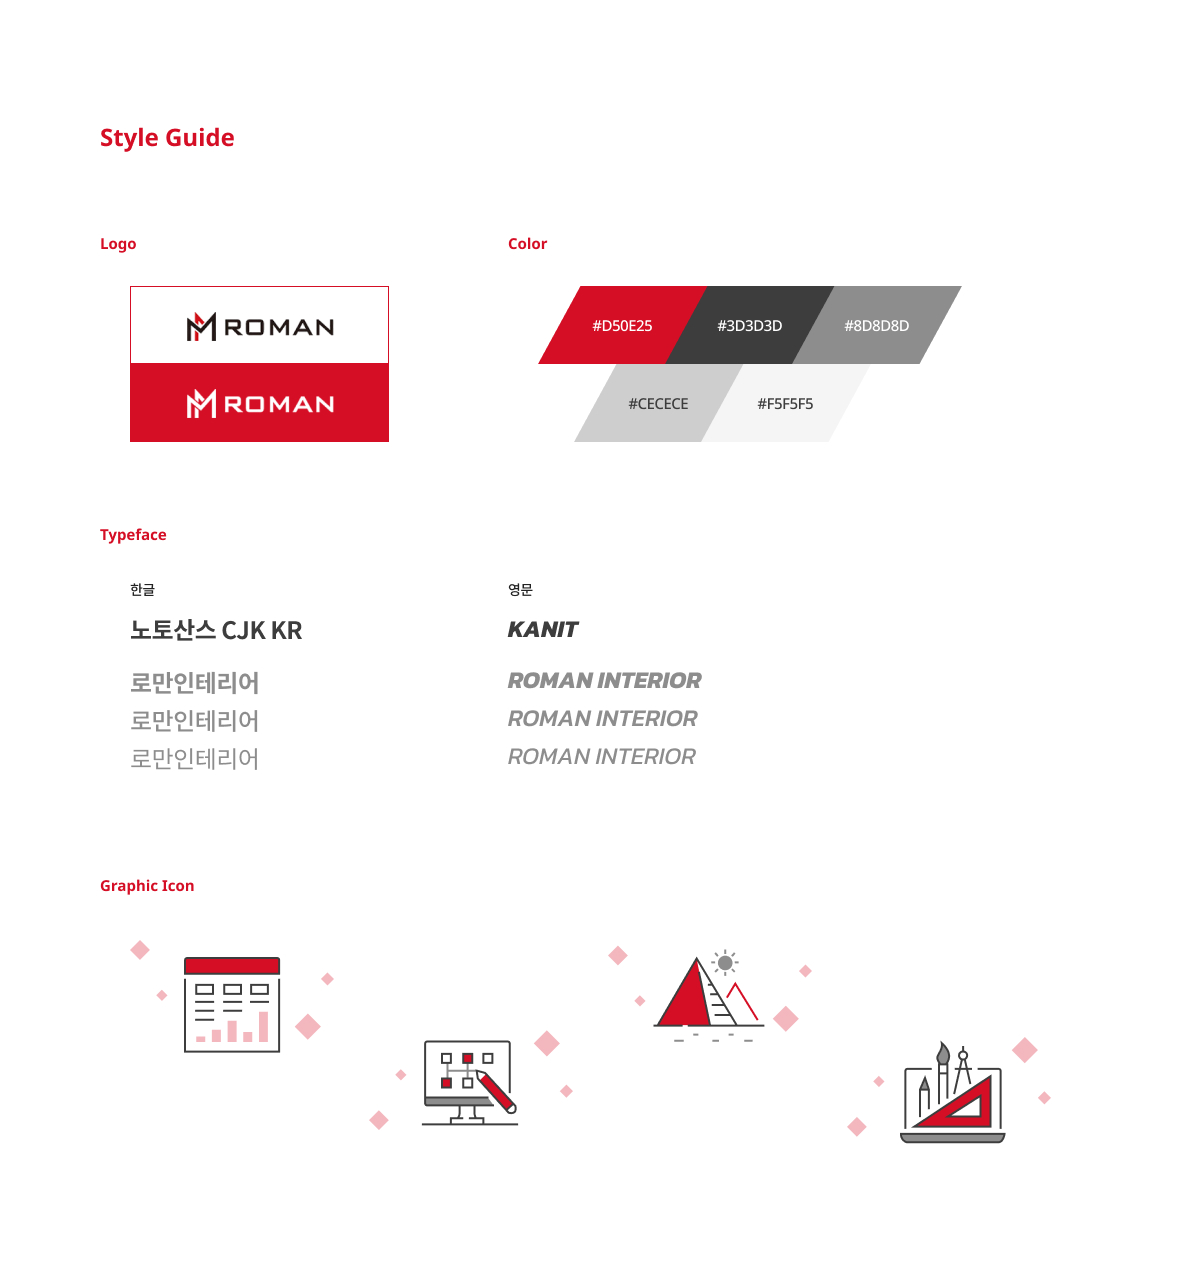 Style Guide
Logo
ROMAN
ROMAN
Color
#D50E25
#3D3D3D
#8D8D8D
#CECECE
#F5F5F5
Typeface
한글
노토산스 CJK KR
로만인테리어
로만인테리어
로만인테리어
영문
KANIT
ROMAN INTERIOR
ROMAN INTERIOR
ROMAN INTERIOR
Graphic Icon